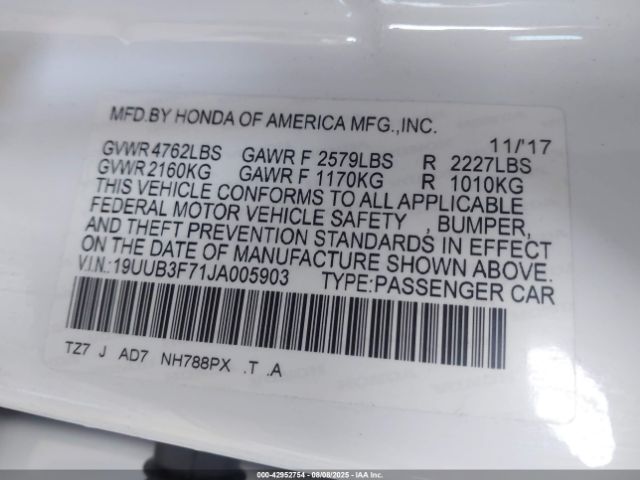 MFD.BY HONDA OF AMERICA MFG.,INC.
11/'17
GVWR 4762LBS GAWR F 2579LBS R 2227LBS
GVWR 2160KG GAWR F 1170KG R 1010KG
THIS VEHICLE CONFORMS TO ALL APPLICABLE
FEDERAL MOTOR VEHICLE SAFETY , BUMPER,
AND THEFT PREVENTION STANDARDS IN EFFECT
ON THE DATE OF MANUFACTURE SHOWN ABOVE.
V.I.N.:19UUB3F71JA005903 TYPE:PASSENGER CAR
TZ7 J AD7 NH788PX .T .A
000-42952754 - 08/08/2025 - IAA Inc.